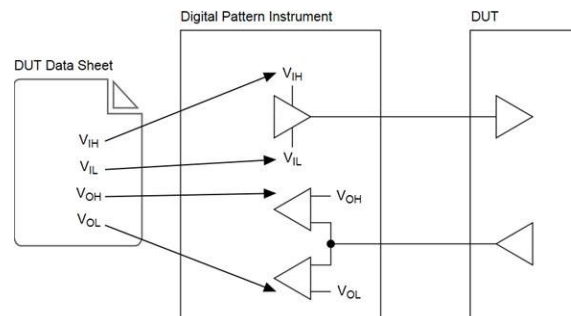 Digital Pattern Instrument
DUT
DUT Data Sheet
VIH
VIH
VIL
VIL
VOH
VOH
VOL
VOL